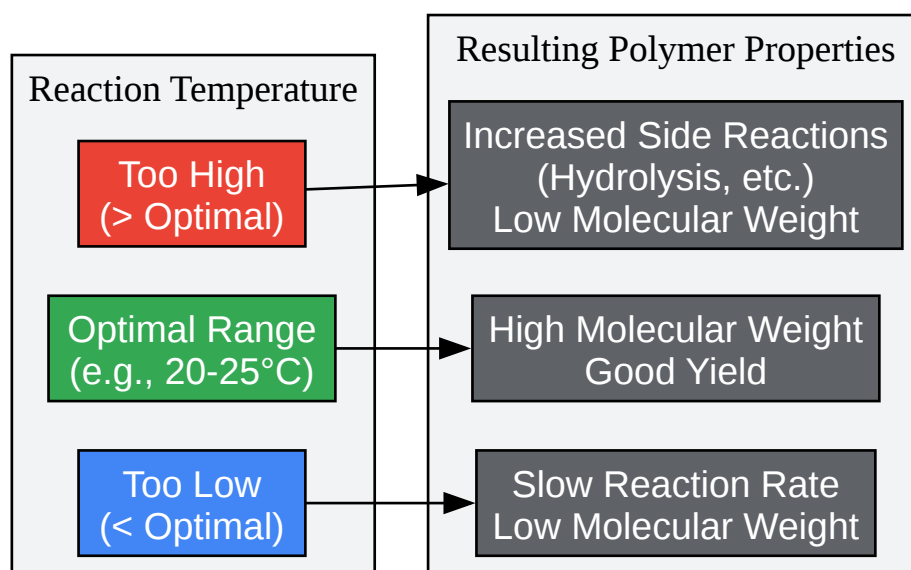 Reaction Temperature
Too High
(> Optimal)
Optimal Range
(e.g., 20-25°C)
Too Low
(< Optimal)
Resulting Polymer Properties
Increased Side Reactions
(Hydrolysis, etc.)
Low Molecular Weight
High Molecular Weight
Good Yield
Slow Reaction Rate
Low Molecular Weight